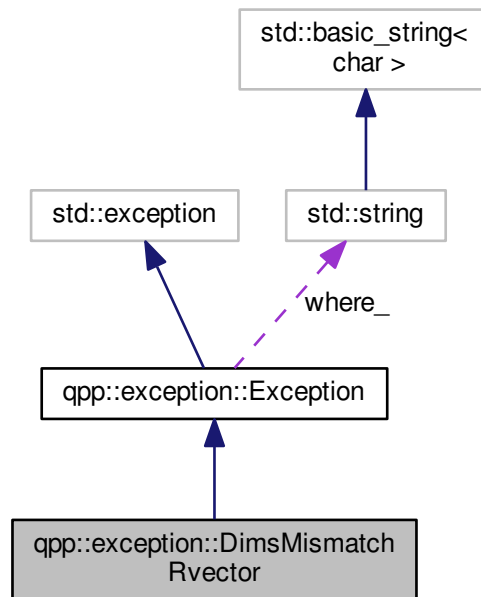 std::basic_string<
char >
std::exception
std::string
where_
qpp::exception::Exception
qpp::exception::DimsMismatch
Rvector